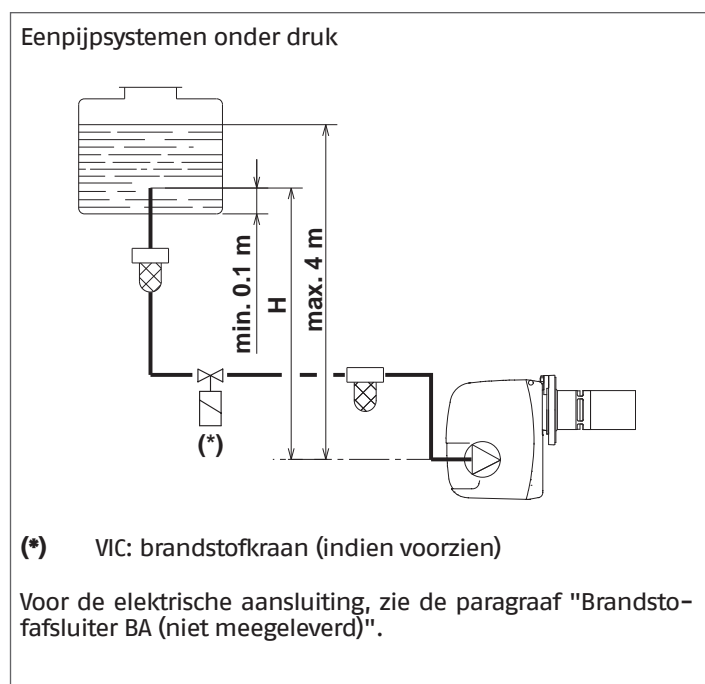 Eenpijpsystemen onder druk
min. 0.1 m
H
max. 4 m
(*)
(*) VIC: brandstofkraan (indien voorzien)
Voor de elektrische aansluiting, zie de paragraaf "Brandsto-
fafsluiter BA (niet meegeleverd)".